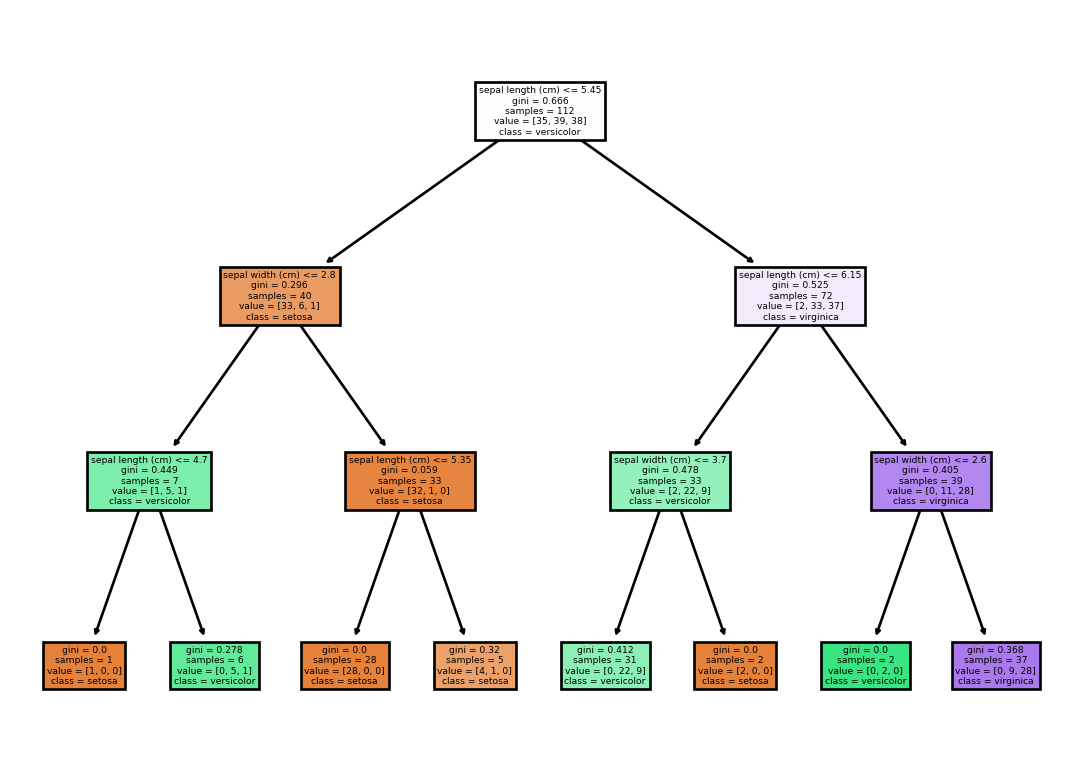 sepal length (cm) <= 5.45
gini = 0.666
samples = 112
value = [35, 39, 38]
class = versicolor
sepal width (cm) <= 2.8
gini = 0.296
samples = 40
value = [33, 6, 1]
class = setosa
sepal length (cm) <= 6.15
gini = 0.525
samples = 72
value = [2, 33, 37]
class = virginica
sepal length (cm) <= 4.7
gini = 0.449
samples = 7
value = [1, 5, 1]
class = versicolor
sepal length (cm) <= 5.35
gini = 0.059
samples = 33
value = [32, 1, 0]
class = setosa
sepal width (cm) <= 3.7
gini = 0.478
samples = 33
value = [2, 22, 9]
class = versicolor
sepal width (cm) <= 2.6
gini = 0.405
samples = 39
value = [0, 11, 28]
class = virginica
gini = 0.0
samples = 1
value = [1, 0, 0]
class = setosa
gini = 0.278
samples = 6
value = [0, 5, 1]
class = versicolor
gini = 0.0
samples = 28
value = [28, 0, 0]
class = setosa
gini = 0.32
samples = 5
value = [4, 1, 0]
class = setosa
gini = 0.412
samples = 31
value = [0, 22, 9]
class = versicolor
gini = 0.0
samples = 2
value = [2, 0, 0]
class = setosa
gini = 0.0
samples = 2
value = [0, 2, 0]
class = versicolor
gini = 0.368
samples = 37
value = [0, 9, 28]
class = virginica